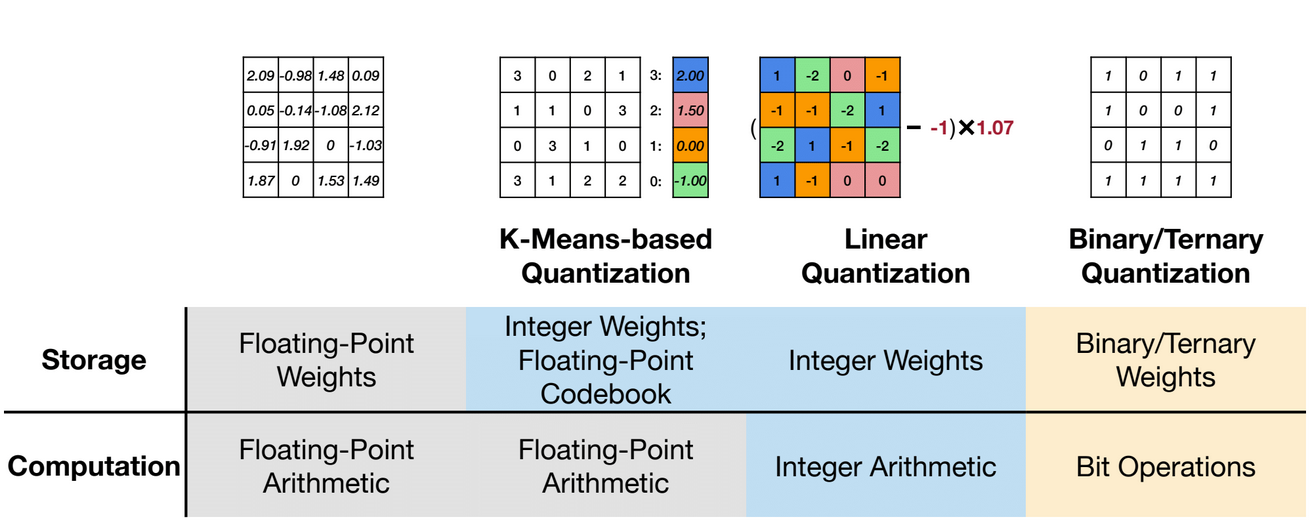 2.09 -0.98 1.48 0.09
0.05 -0.14 -1.08 2.12
-0.91 1.92 0 -1.03
1.87 0 1.53 1.49
3 0 2 1
1 1 0 3
0 3 1 0
3 1 2 2
3: 2.00
2: 1.50
1: 0.00
0: -1.00
1 -2 0 -1
-1 -1 -2 1
-2 1 -1 -2
1 -1 0 0
( − -1) × 1.07
1 0 1 1
1 0 0 1
0 1 1 0
1 1 1 1
K-Means-based
Quantization
Linear
Quantization
Binary/Ternary
Quantization
Storage
Floating-Point
Weights
Integer Weights;
Floating-Point
Codebook
Integer Weights
Binary/Ternary
Weights
Computation
Floating-Point
Arithmetic
Floating-Point
Arithmetic
Integer Arithmetic
Bit Operations